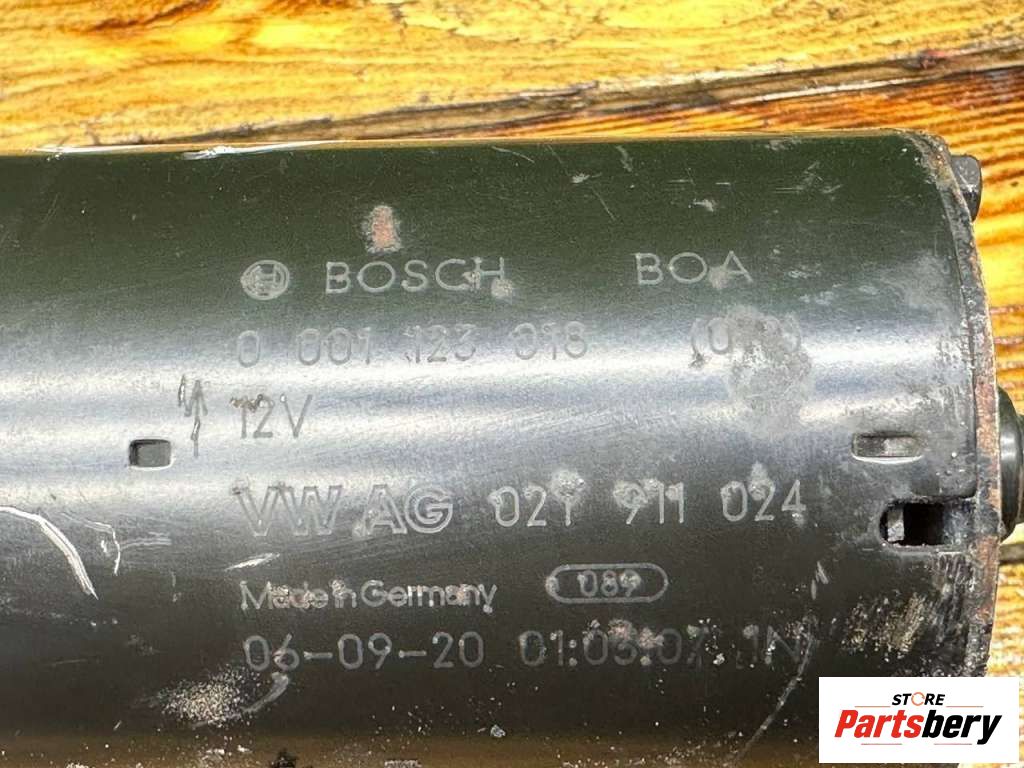 BOSCH BOA
0 001 123 018
12V
VW AG 02Y 911 024
Made in Germany
089
06-09-20
STORE
Partsbery